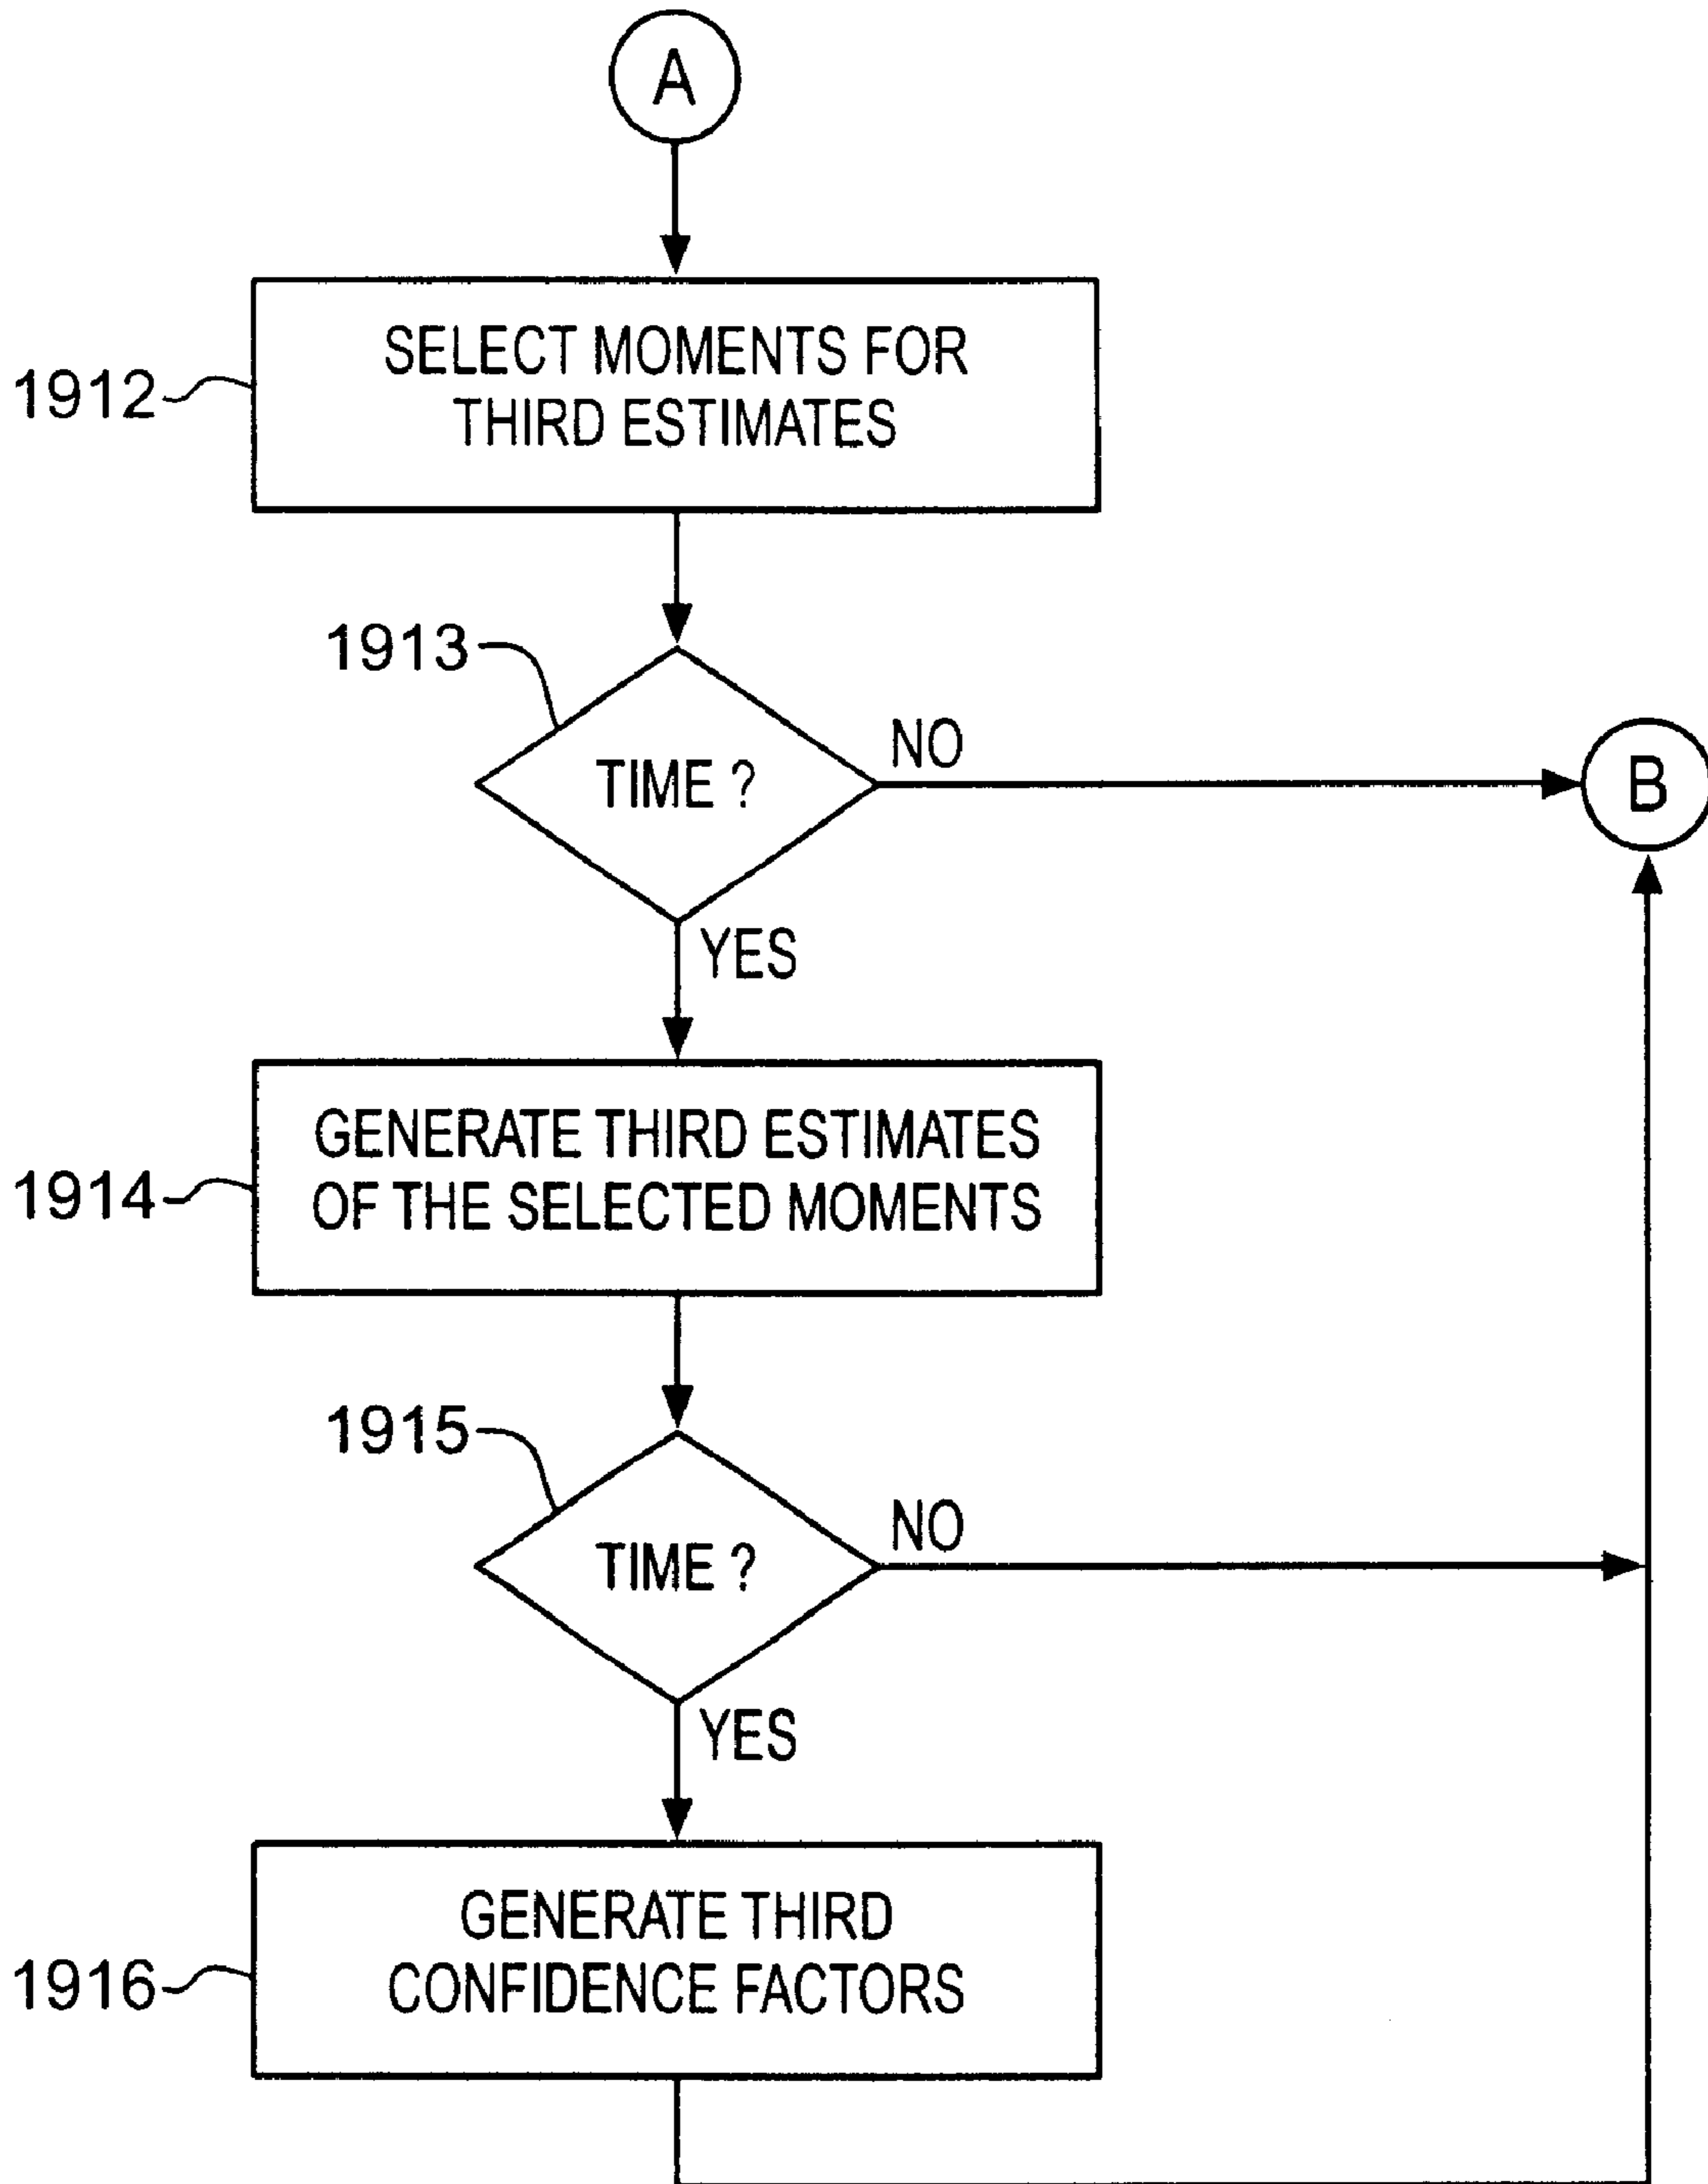 A
SELECT MOMENTS FOR
THIRD ESTIMATES
1912
1913
TIME ?
NO
B
YES
GENERATE THIRD ESTIMATES
OF THE SELECTED MOMENTS
1914
1915
TIME ?
NO
YES
GENERATE THIRD
CONFIDENCE FACTORS
1916